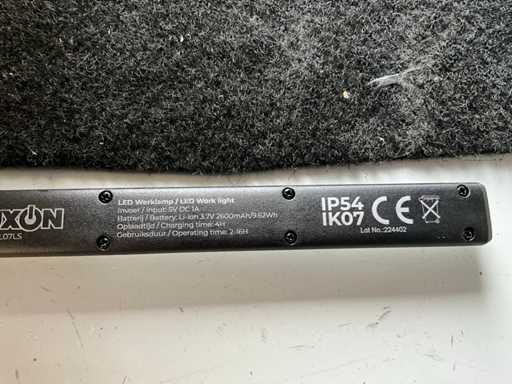 XON
L07LS
LED Werklamp / LED Work light
Invoer / Input: 5V DC 1A
Batterij / Battery: Li-ion 3.7V 2600mAh/9.62Wh
Oplaadtijd / Charging time: 4H
Gebruiksduur / Operating time: 2-16H
IP54
IK07
CE
Lot No.:224402